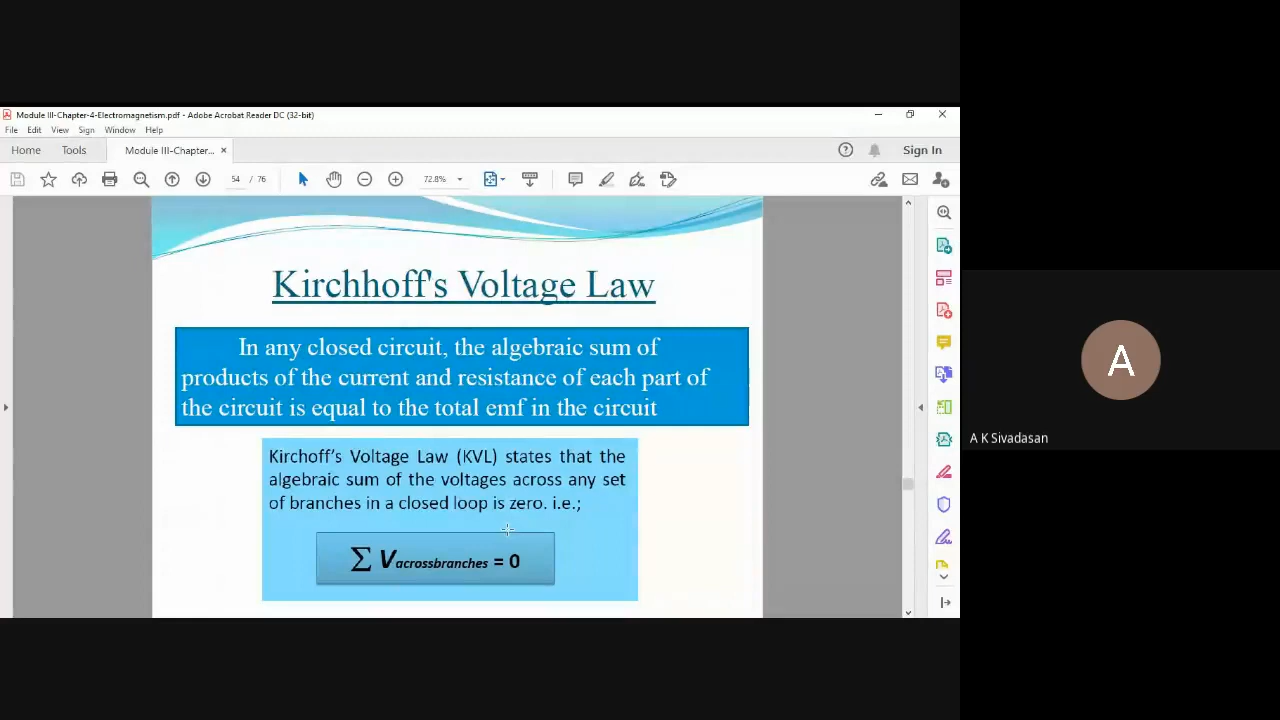 Module III-Chapter-4-Electromagnetism.pdf - Adobe Acrobat Reader DC (32-bit)
File Edit View Sign Window Help
Home Tools Module III-Chapter... × Sign In
54 / 76 72.8%
Kirchhoff's Voltage Law
In any closed circuit, the algebraic sum of
products of the current and resistance of each part of
the circuit is equal to the total emf in the circuit
Kirchoff's Voltage Law (KVL) states that the
algebraic sum of the voltages across any set
of branches in a closed loop is zero. i.e.;
∑ Vacrossbranches = 0
A
A K Sivadasan